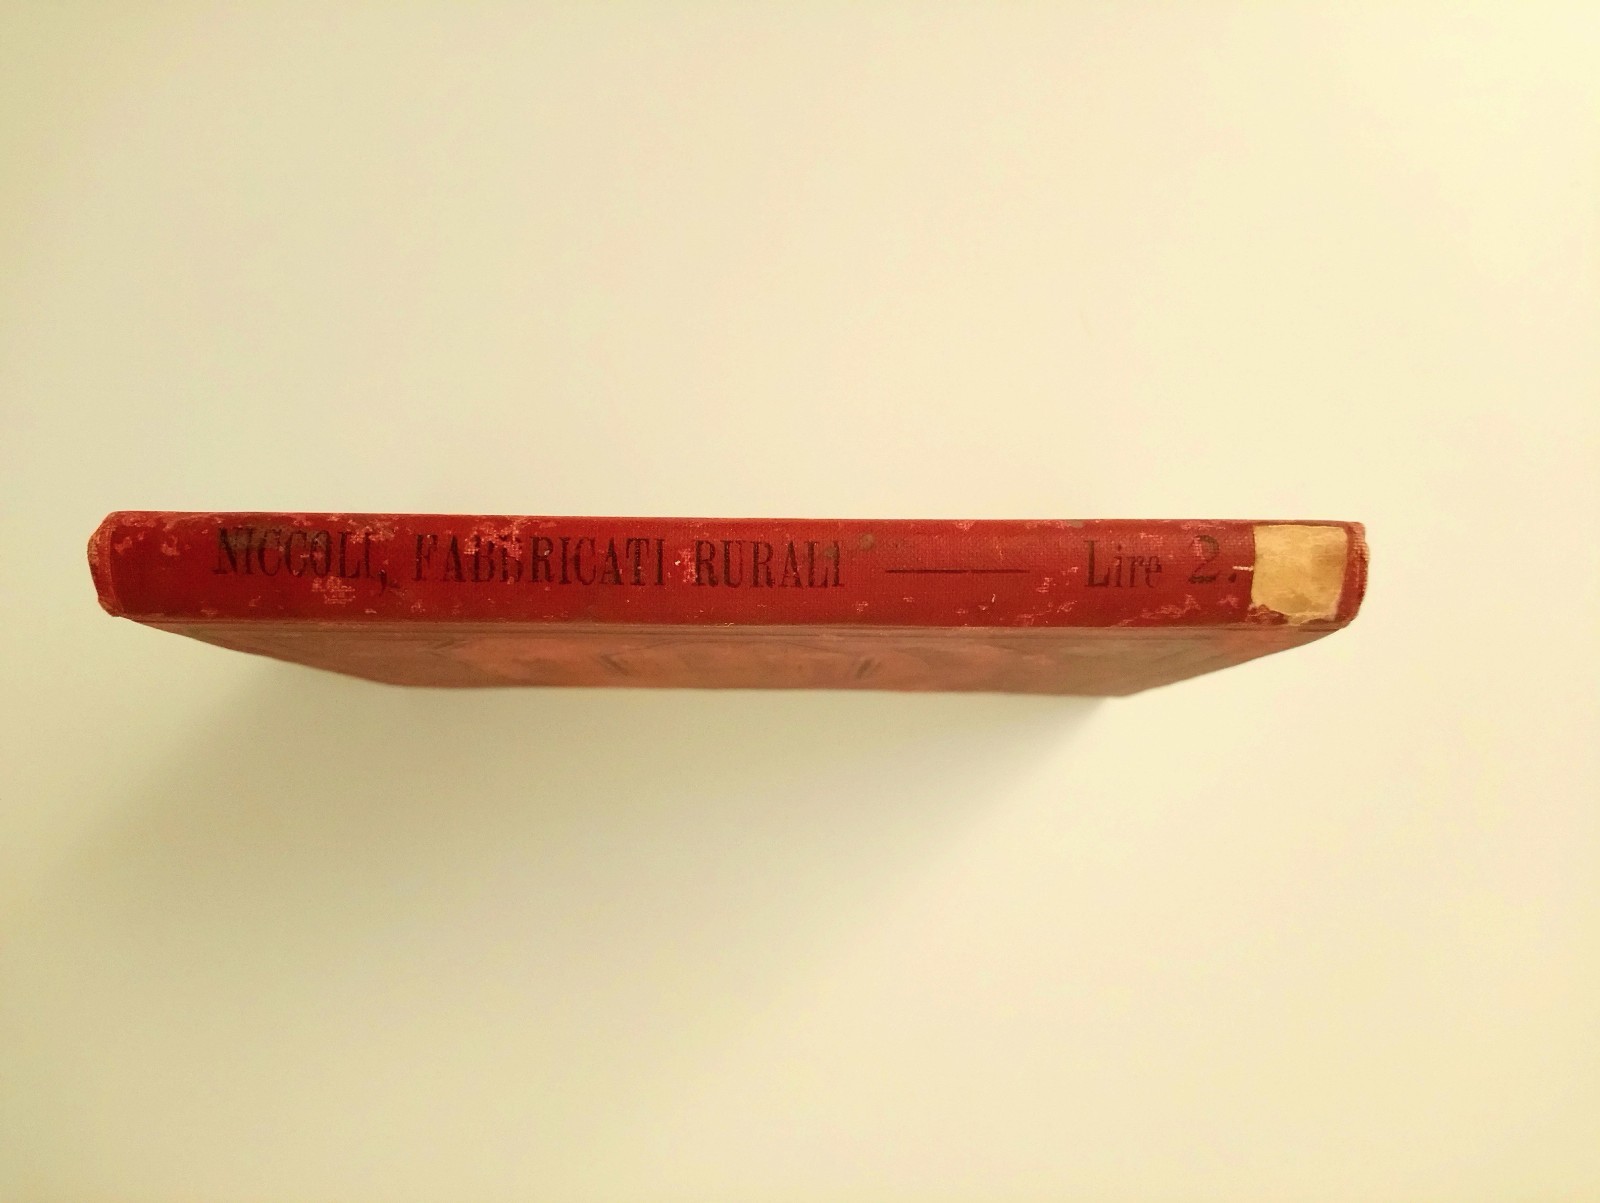 NICCOLI, FABBRICATI RURALI — Lire 2.